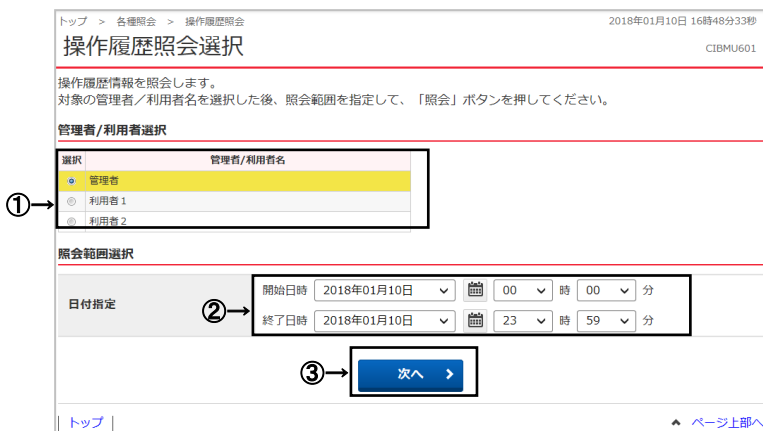 トップ > 各種照会 > 操作履歴照会 2018年01月10日 16時48分33秒
操作履歴照会選択 CIBMU601
操作履歴情報を照会します。
対象の管理者／利用者名を選択した後、照会範囲を指定して、「照会」ボタンを押してください。
管理者/利用者選択
選択 管理者/利用者名
管理者
① 利用者１
利用者２
照会範囲選択
日付指定
② 開始日時 2018年01月10日 00 時 00 分
終了日時 2018年01月10日 23 時 59 分
③ 次へ
トップ ページ上部へ